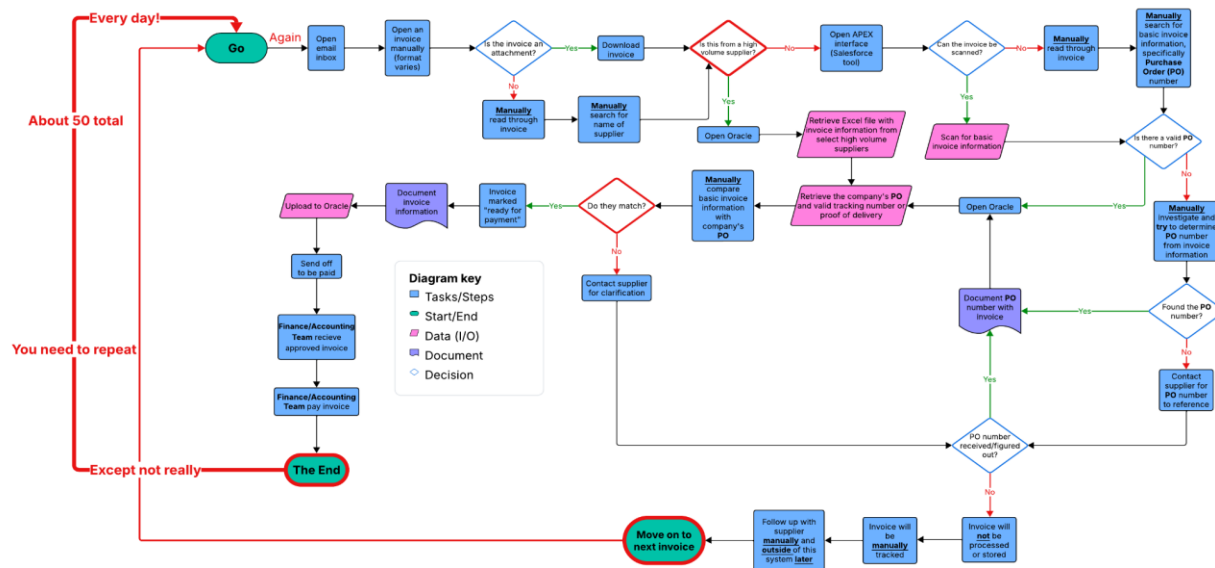 Every day!
Go
Again
Open
email
inbox
Open an
invoice
manually
(format
varies)
Is the invoice an
attachment?
Yes
Download
invoice
Is this from a high
volume supplier?
No
Open APEX
interface
(Salesforce
tool)
Can the invoice be
scanned?
No
Manually
read through
invoice
Manually
search for
basic invoice
information,
specifically
Purchase
Order (PO)
number
No
Manually
read through
invoice
Manually
search for
name of
supplier
Yes
Open Oracle
Retrieve Excel file with
invoice information from
select high volume
suppliers
Yes
Scan for basic
invoice information
Is there a valid PO
number?
About 50 total
Upload to Oracle
Document
invoice
information
Invoice
marked
"ready for
payment"
Yes
Do they match?
Manually
compare basic
invoice
information
with
company's PO
Retrieve the company's PO
and valid tracking number or
proof of delivery
Open Oracle
Yes
No
Manually
investigate and
try to determine
PO number
from invoice
information
Send off
to be paid
No
Contact supplier
for clarification
Diagram key
Tasks/Steps
Start/End
Data (I/O)
Document
Decision
Document PO
number with
Invoice
Yes
Found the PO
number?
You need to repeat
Finance/Accounting
Team recieve
approved invoice
Finance/Accounting
Team pay invoice
No
Contact
supplier for
PO number
to reference
Yes
PO number
received/figured
out?
Except not really
The End
No
Move on to
next invoice
Follow up with
supplier
manually and
outside of this
system later
Invoice will
be
manually
tracked
Invoice will
not be
processed
or stored